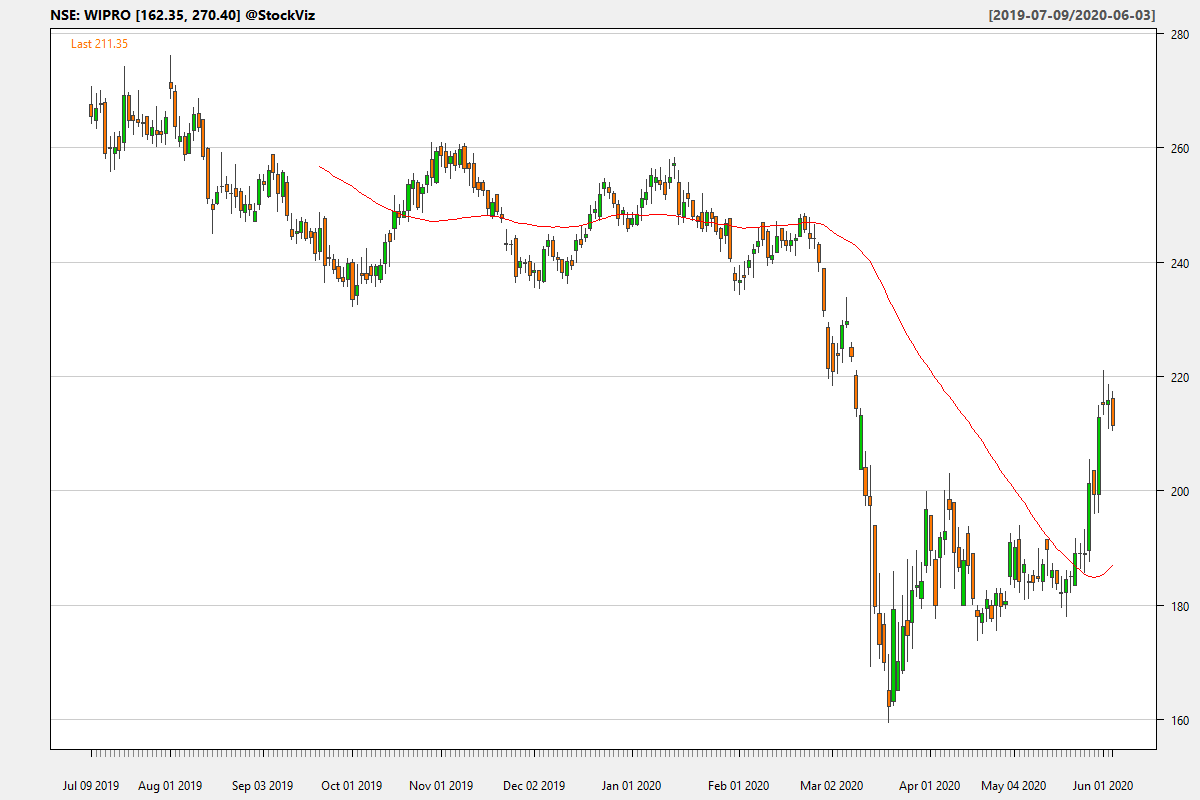 NSE: WIPRO [162.35, 270.40] @StockViz [2019-07-09/2020-06-03]
Last 211.35
280
260
240
220
200
180
160
Jul 09 2019 Aug 01 2019 Sep 03 2019 Oct 01 2019 Nov 01 2019 Dec 02 2019 Jan 01 2020 Feb 01 2020 Mar 02 2020 Apr 01 2020 May 04 2020 Jun 01 2020